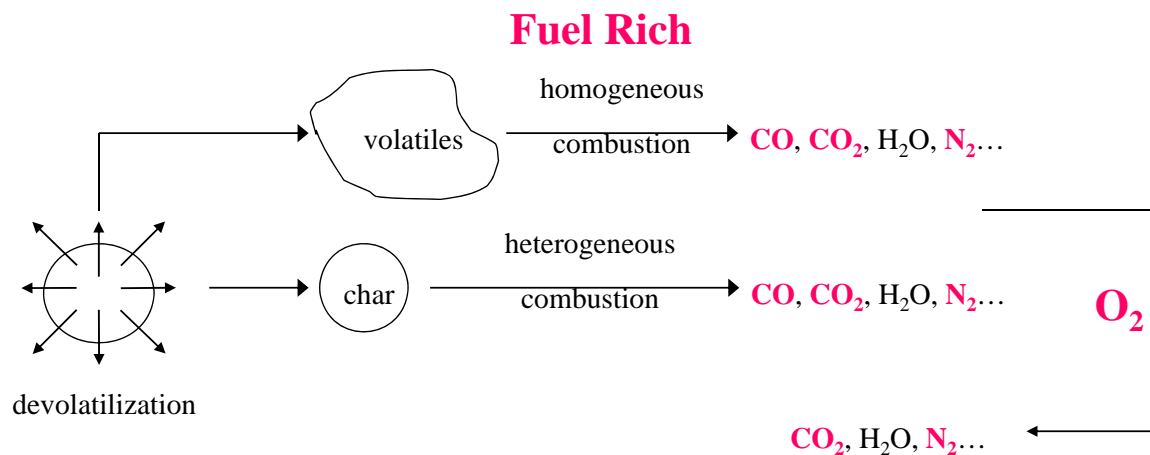 Fuel Rich
homogeneous
volatiles
combustion
CO, CO₂, H₂O, N₂…
heterogeneous
char
combustion
CO, CO₂, H₂O, N₂…
O₂
devolatilization
CO₂, H₂O, N₂…